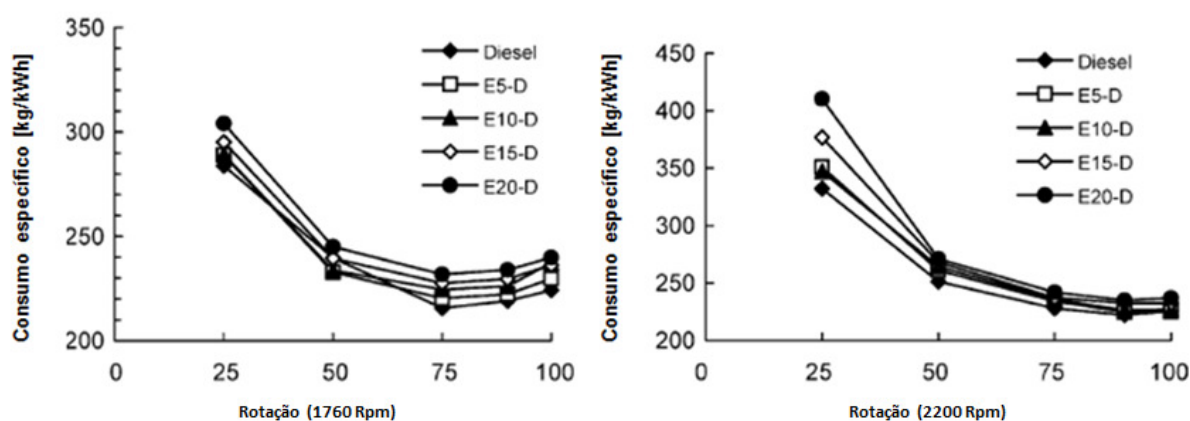 Consumo específico [kg/kWh]
350
300
250
200
0
25
50
75
100
Rotação (1760 Rpm)
Diesel
E5-D
E10-D
E15-D
E20-D
Consumo específico [kg/kWh]
450
400
350
300
250
200
0
25
50
75
100
Rotação (2200 Rpm)
Diesel
E5-D
E10-D
E15-D
E20-D